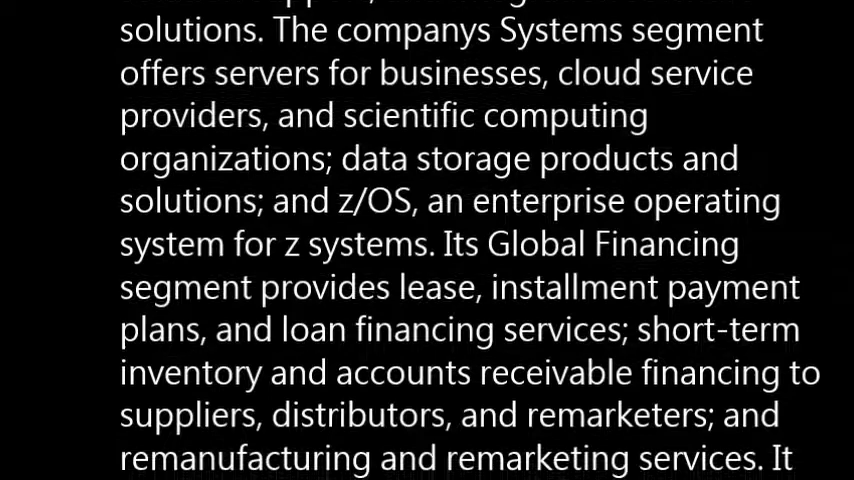 solutions. The companys Systems segment
offers servers for businesses, cloud service
providers, and scientific computing
organizations; data storage products and
solutions; and z/OS, an enterprise operating
system for z systems. Its Global Financing
segment provides lease, installment payment
plans, and loan financing services; short-term
inventory and accounts receivable financing to
suppliers, distributors, and remarketers; and
remanufacturing and remarketing services. It